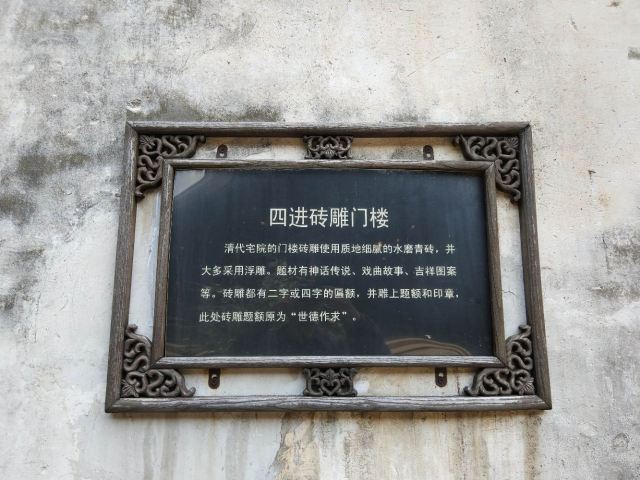 四进砖雕门楼
清代宅院的门楼砖雕使用质地细腻的水磨青砖，并
大多采用浮雕。题材有神话传说、戏曲故事、吉祥图案
等。砖雕都有二字或四字的匾额，并雕上题额和印章，
此处砖雕题额原为“世德作求”。